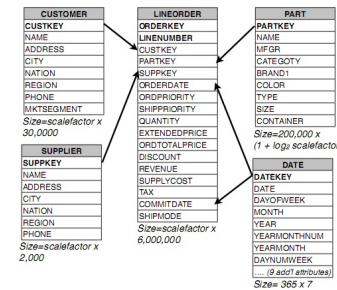 CUSTOMER
CUSTKEY
NAME
ADDRESS
CITY
NATION
REGION
PHONE
MKTSEGMENT
Size=scalefactor x
30,0000
SUPPLIER
SUPPKEY
NAME
ADDRESS
CITY
NATION
REGION
PHONE
Size=scalefactor x
2,000
LINEORDER
ORDERKEY
LINENUMBER
CUSTKEY
PARTKEY
SUPPKEY
ORDERDATE
ORDPRIORITY
SHIPPRIORITY
QUANTITY
EXTENDEDPRICE
ORDTOTALPRICE
DISCOUNT
REVENUE
SUPPLYCOST
TAX
COMMITDATE
SHIPMODE
Size=scalefactor x
6,000,000
PART
PARTKEY
NAME
MFGR
CATEGOTY
BRAND1
COLOR
TYPE
SIZE
CONTAINER
Size=200,000 x
(1 + log₂ scalefactor
DATE
DATEKEY
DATE
DAYOFWEEK
MONTH
YEAR
YEARMONTHNUM
YEARMONTH
DAYNUMWEEK
.... (9 add'l attributes)
Size= 365 x 7